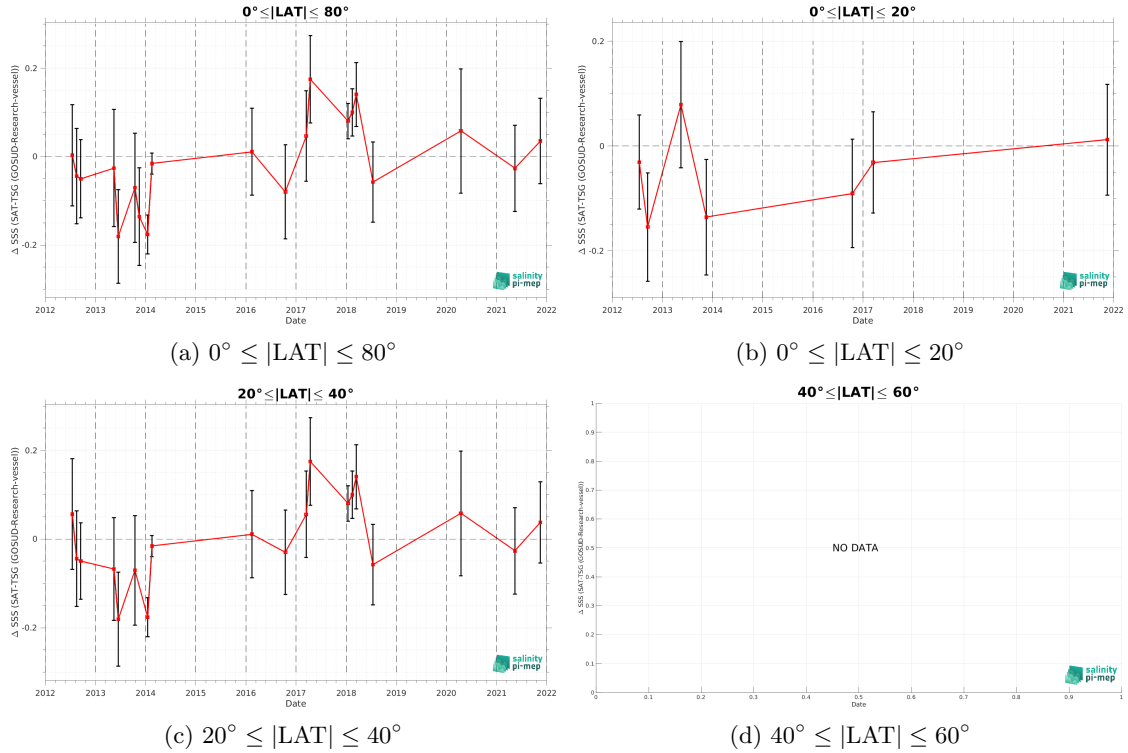 0°≤|LAT|≤ 80°
Δ SSS (SAT-TSG (GOSUD-Research-vessel))
0.2
0
-0.2
2012 2013 2014 2015 2016 2017 2018 2019 2020 2021 2022
Date
salinity
pi-mep
(a) 0° ≤ |LAT| ≤ 80°
0°≤|LAT|≤ 20°
Δ SSS (SAT-TSG (GOSUD-Research-vessel))
0.2
0
-0.2
2012 2013 2014 2015 2016 2017 2018 2019 2020 2021 2022
Date
salinity
pi-mep
(b) 0° ≤ |LAT| ≤ 20°
20°≤|LAT|≤ 40°
Δ SSS (SAT-TSG (GOSUD-Research-vessel))
0.2
0
-0.2
2012 2013 2014 2015 2016 2017 2018 2019 2020 2021 2022
Date
salinity
pi-mep
(c) 20° ≤ |LAT| ≤ 40°
40°≤|LAT|≤ 60°
Δ SSS (SAT-TSG (GOSUD-Research-vessel))
1
0.9
0.8
0.7
0.6
0.5
0.4
0.3
0.2
0.1
0
NO DATA
0 0.1 0.2 0.3 0.4 0.5 0.6 0.7 0.8 0.9 1
Date
salinity
pi-mep
(d) 40° ≤ |LAT| ≤ 60°